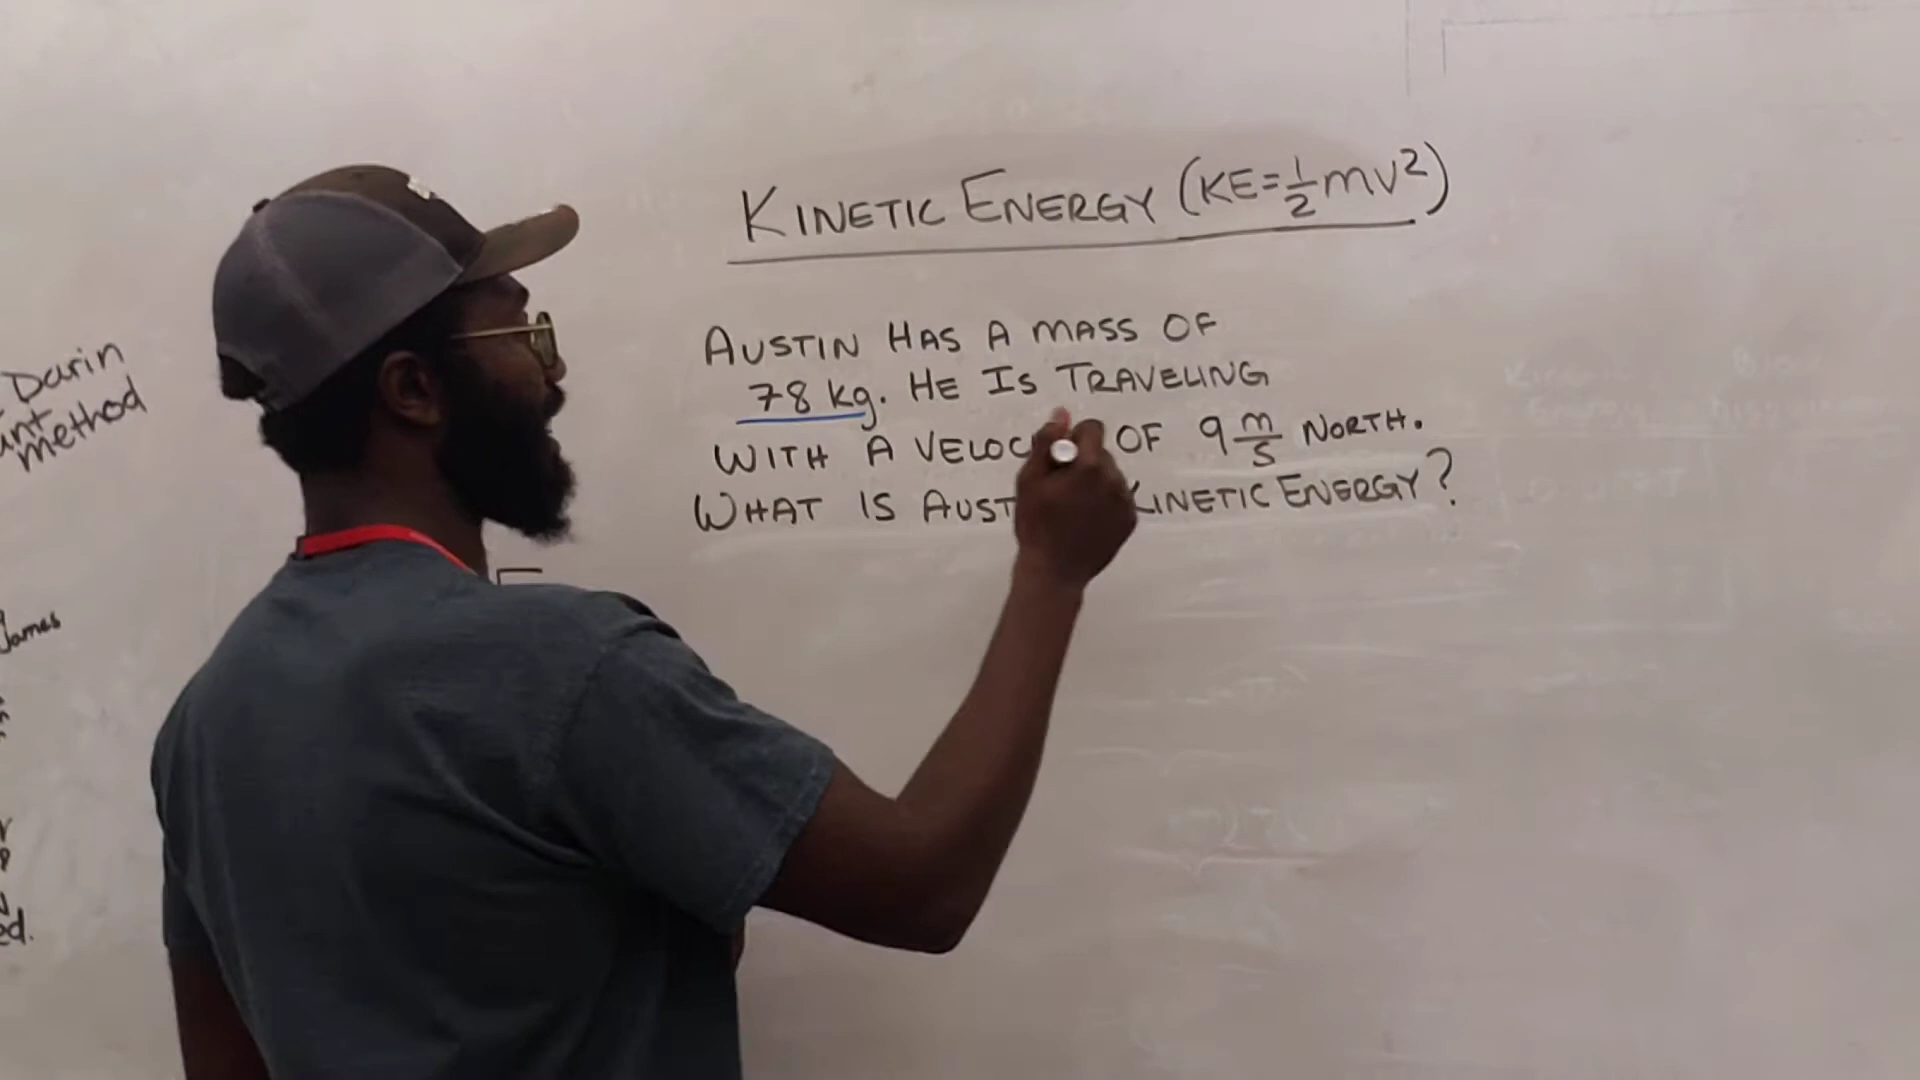 KINETIC ENERGY (KE=½mv²)
AUSTIN HAS A MASS OF
78 kg. HE IS TRAVELING
WITH A VELOC OF 9 m/s NORTH.
WHAT IS AUST KINETIC ENERGY?
Darin
method
James